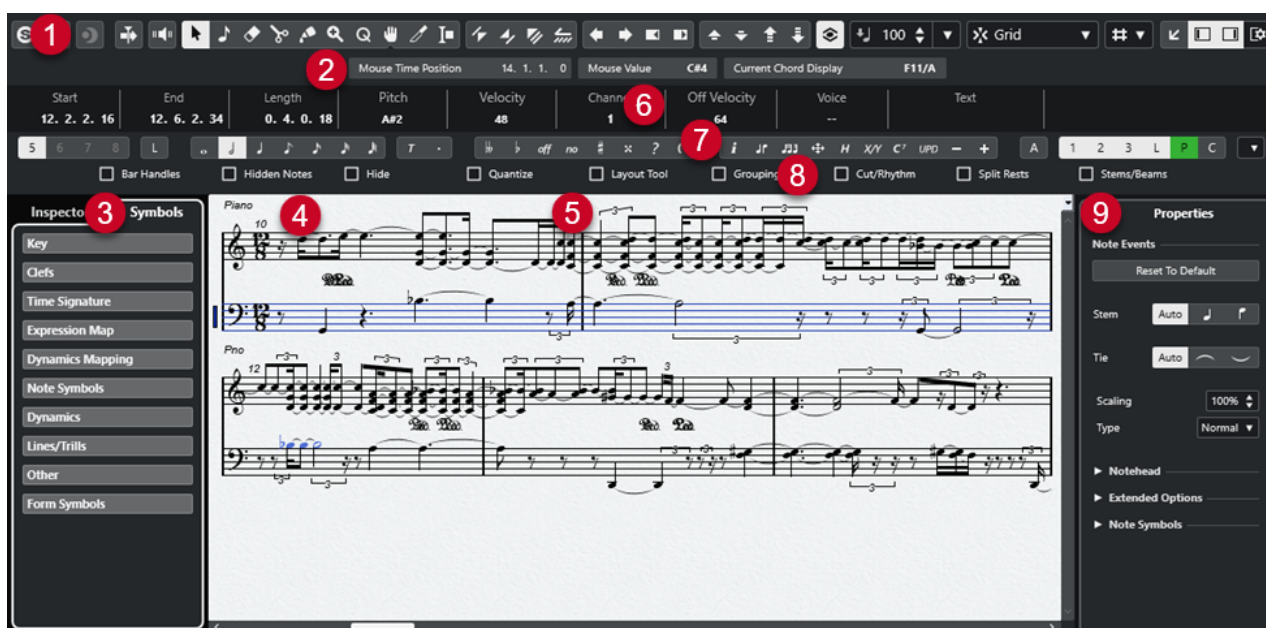 S 1 100 Grid
2 Mouse Time Position 14. 1. 1. 0 Mouse Value C#4 Current Chord Display F11/A
Start End Length Pitch Velocity 6 Off Velocity Voice Text
12. 2. 2. 16 12. 6. 2. 34 0. 4. 0. 18 A#2 48 1 64 --
5 6 7 8 L T . off no ? 7 i H X/Y C7 UPD − + A 1 2 3 L P C
Bar Handles Hidden Notes Hide Quantize Layout Tool Grouping 8 Cut/Rhythm Split Rests Stems/Beams
3 Symbols
Key
Clefs
Time Signature
Expression Map
Dynamics Mapping
Note Symbols
Dynamics
Lines/Trills
Other
Form Symbols
Piano
10 4 5
12 8
12 8
Pno
12
9 Properties
Note Events
Reset To Default
Stem Auto
Tie Auto
Scaling 100%
Type Normal
Notehead
Extended Options
Note Symbols